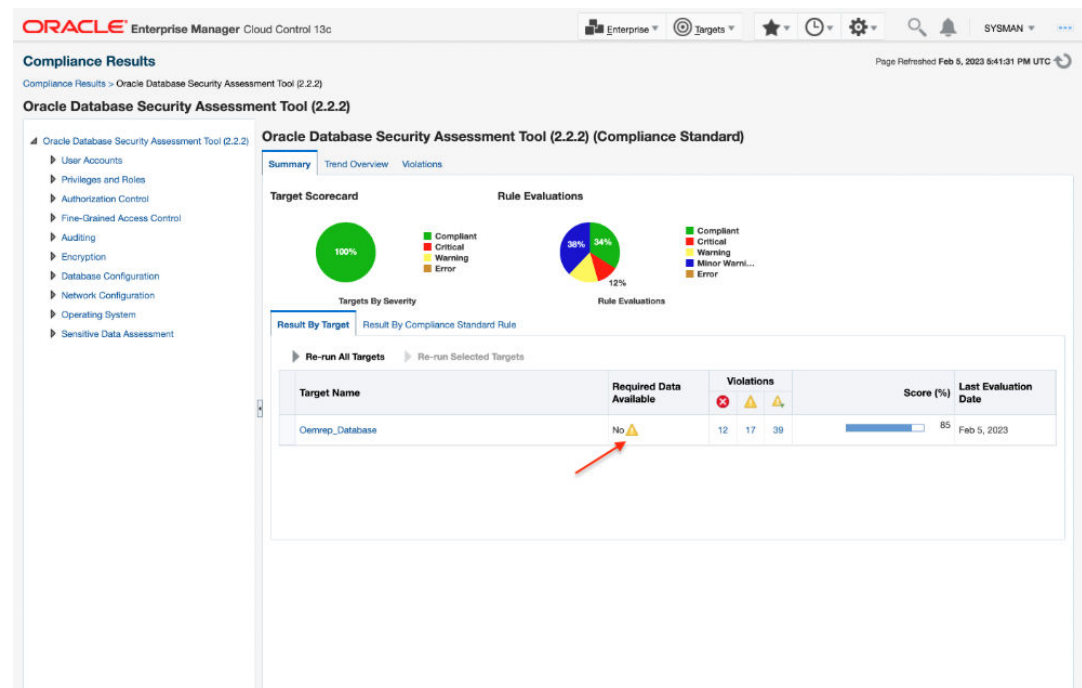 ORACLE Enterprise Manager Cloud Control 13c
Enterprise Targets SYSMAN
Compliance Results
Page Refreshed Feb 5, 2023 5:41:31 PM UTC
Compliance Results > Oracle Database Security Assessment Tool (2.2.2)
Oracle Database Security Assessment Tool (2.2.2)
Oracle Database Security Assessment Tool (2.2.2)
User Accounts
Privileges and Roles
Authorization Control
Fine-Grained Access Control
Auditing
Encryption
Database Configuration
Network Configuration
Operating System
Sensitive Data Assessment
Oracle Database Security Assessment Tool (2.2.2) (Compliance Standard)
Summary Trend Overview Violations
Target Scorecard
100%
Compliant
Critical
Warning
Error
Targets By Severity
Rule Evaluations
38% 34%
12%
Compliant
Critical
Warning
Minor Warni...
Error
Rule Evaluations
Result By Target Result By Compliance Standard Rule
Re-run All Targets Re-run Selected Targets
Target Name
Required Data
Available
Violations
Score (%)
Last Evaluation
Date
Oemrep_Database No 12 17 39 85 Feb 5, 2023